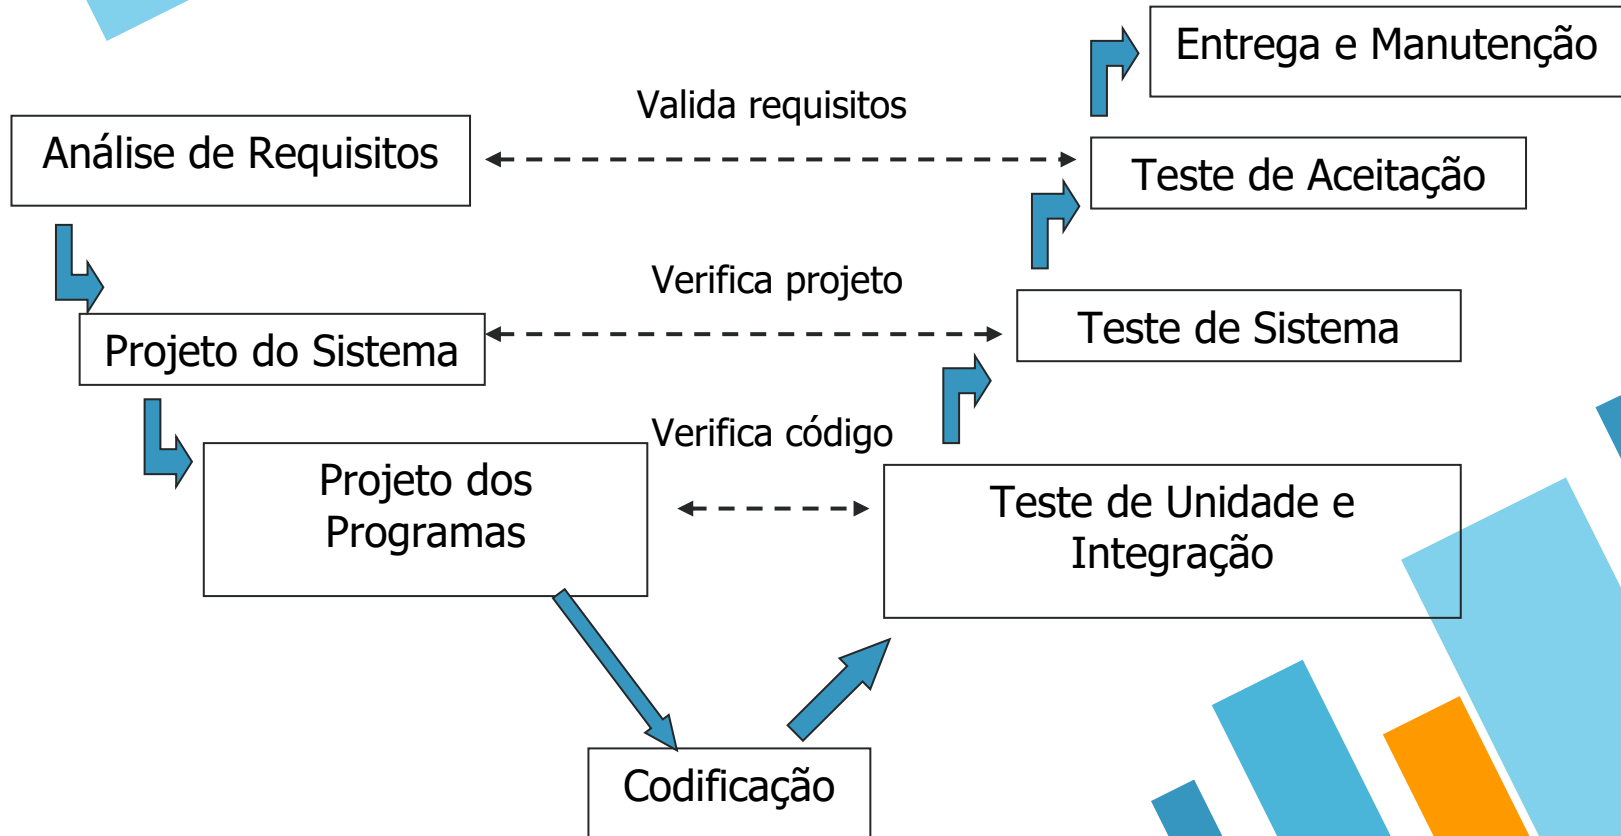 Entrega e Manutenção
Valida requisitos
Análise de Requisitos
Teste de Aceitação
Verifica projeto
Projeto do Sistema
Teste de Sistema
Verifica código
Projeto dos
Programas
Teste de Unidade e
Integração
Codificação